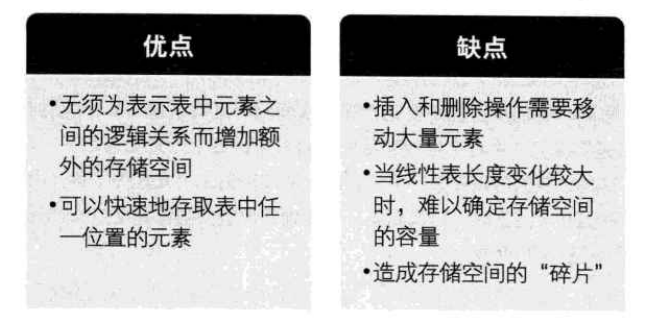 优点
•无须为表示表中元素之
间的逻辑关系而增加额
外的存储空间
•可以快速地存取表中任
一位置的元素
缺点
•插入和删除操作需要移
动大量元素
•当线性表长度变化较大
时，难以确定存储空间
的容量
•造成存储空间的“碎片”